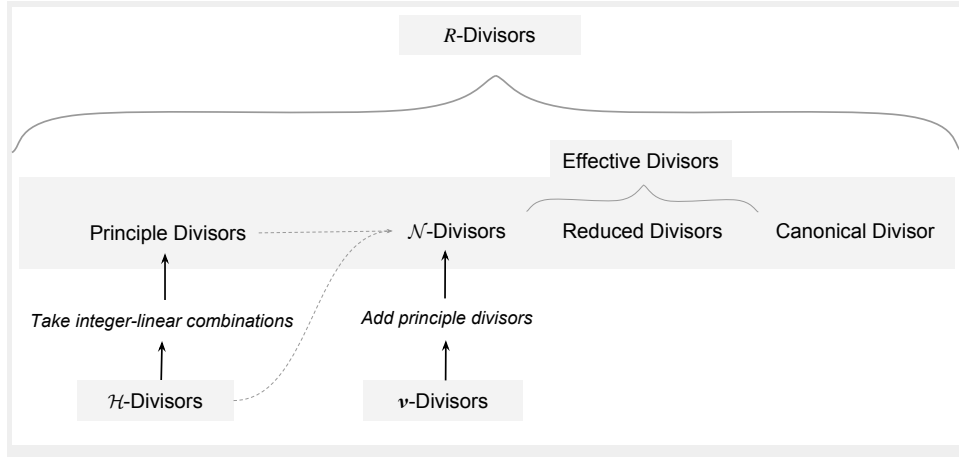 R-Divisors
Effective Divisors
Principle Divisors
𝒩-Divisors
Reduced Divisors
Canonical Divisor
Take integer-linear combinations
Add principle divisors
ℋ-Divisors
ν-Divisors